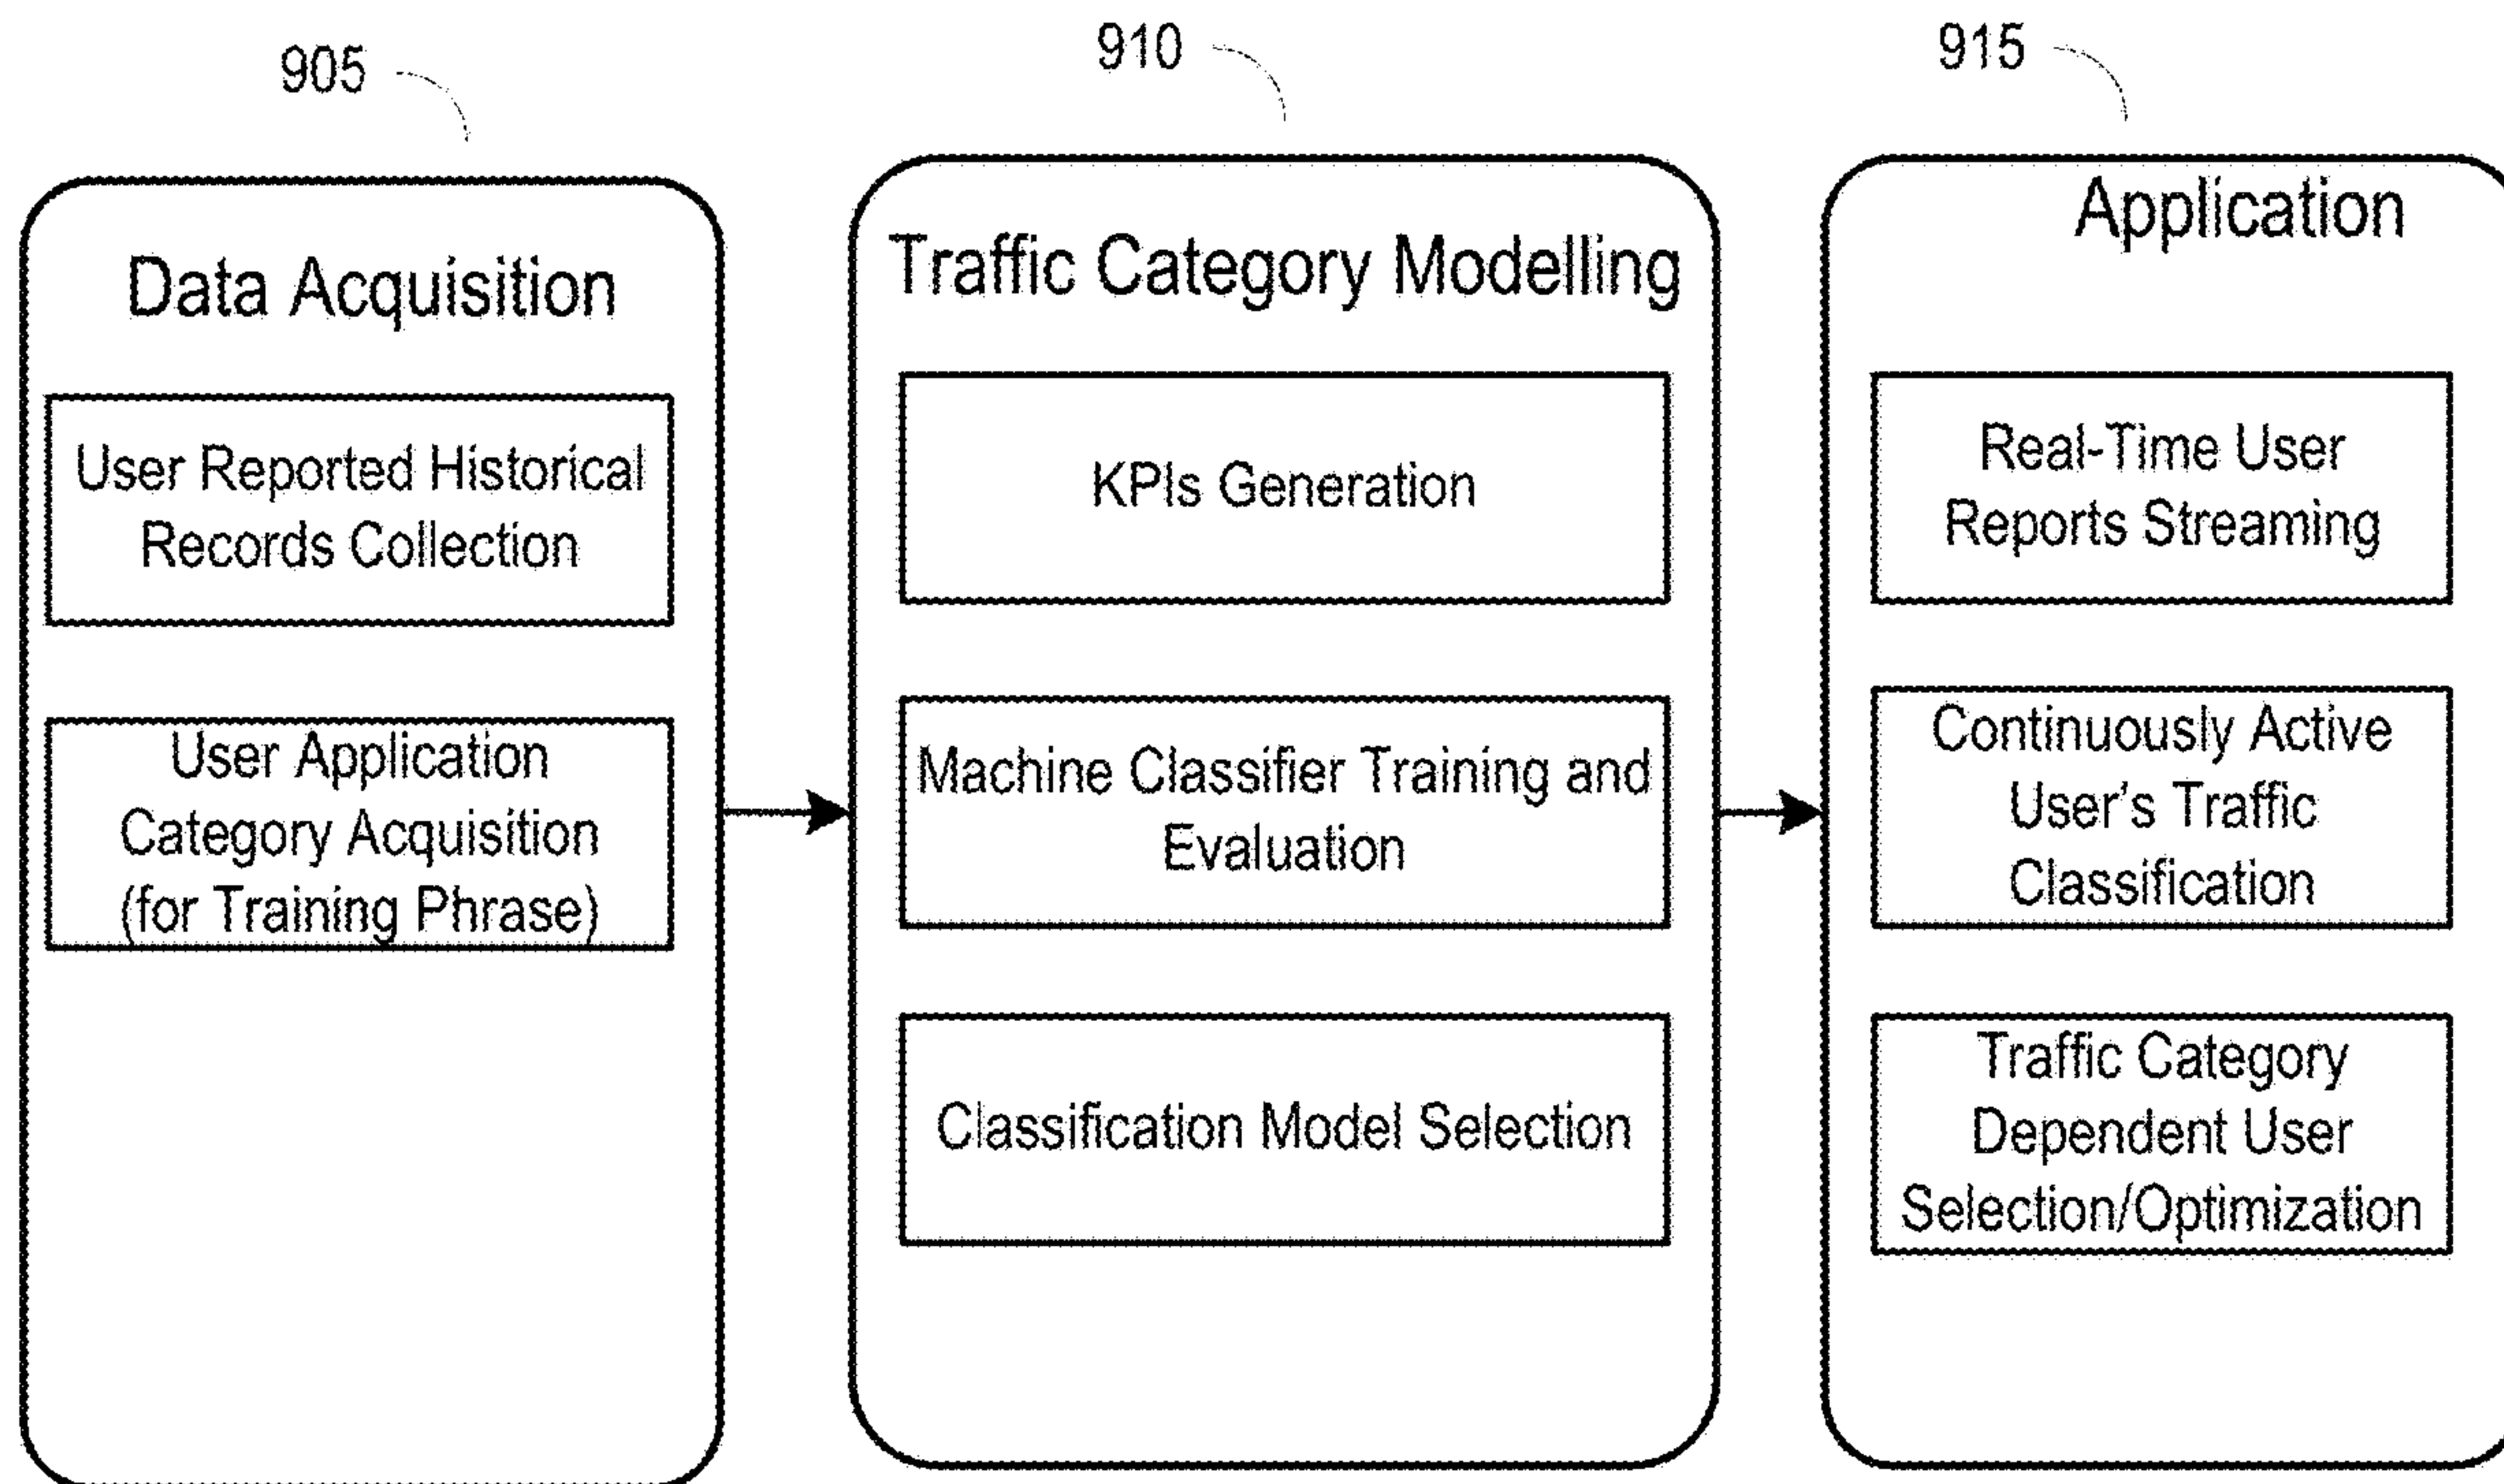 905
Data Acquisition
User Reported Historical
Records Collection
User Application
Category Acquisition
(for Training Phrase)
910
Traffic Category Modelling
KPIs Generation
Machine Classifier Training and
Evaluation
Classification Model Selection
915
Application
Real-Time User
Reports Streaming
Continuously Active
User's Traffic
Classification
Traffic Category
Dependent User
Selection/Optimization